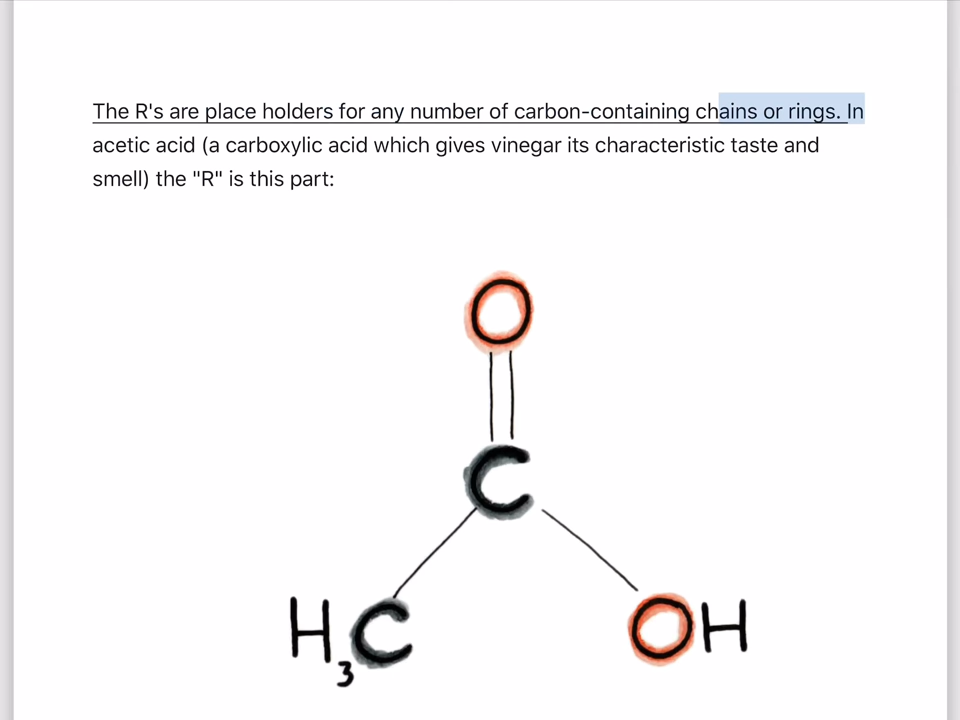 The R's are place holders for any number of carbon-containing chains or rings. In
acetic acid (a carboxylic acid which gives vinegar its characteristic taste and
smell) the "R" is this part:
O
C
H₃C
OH